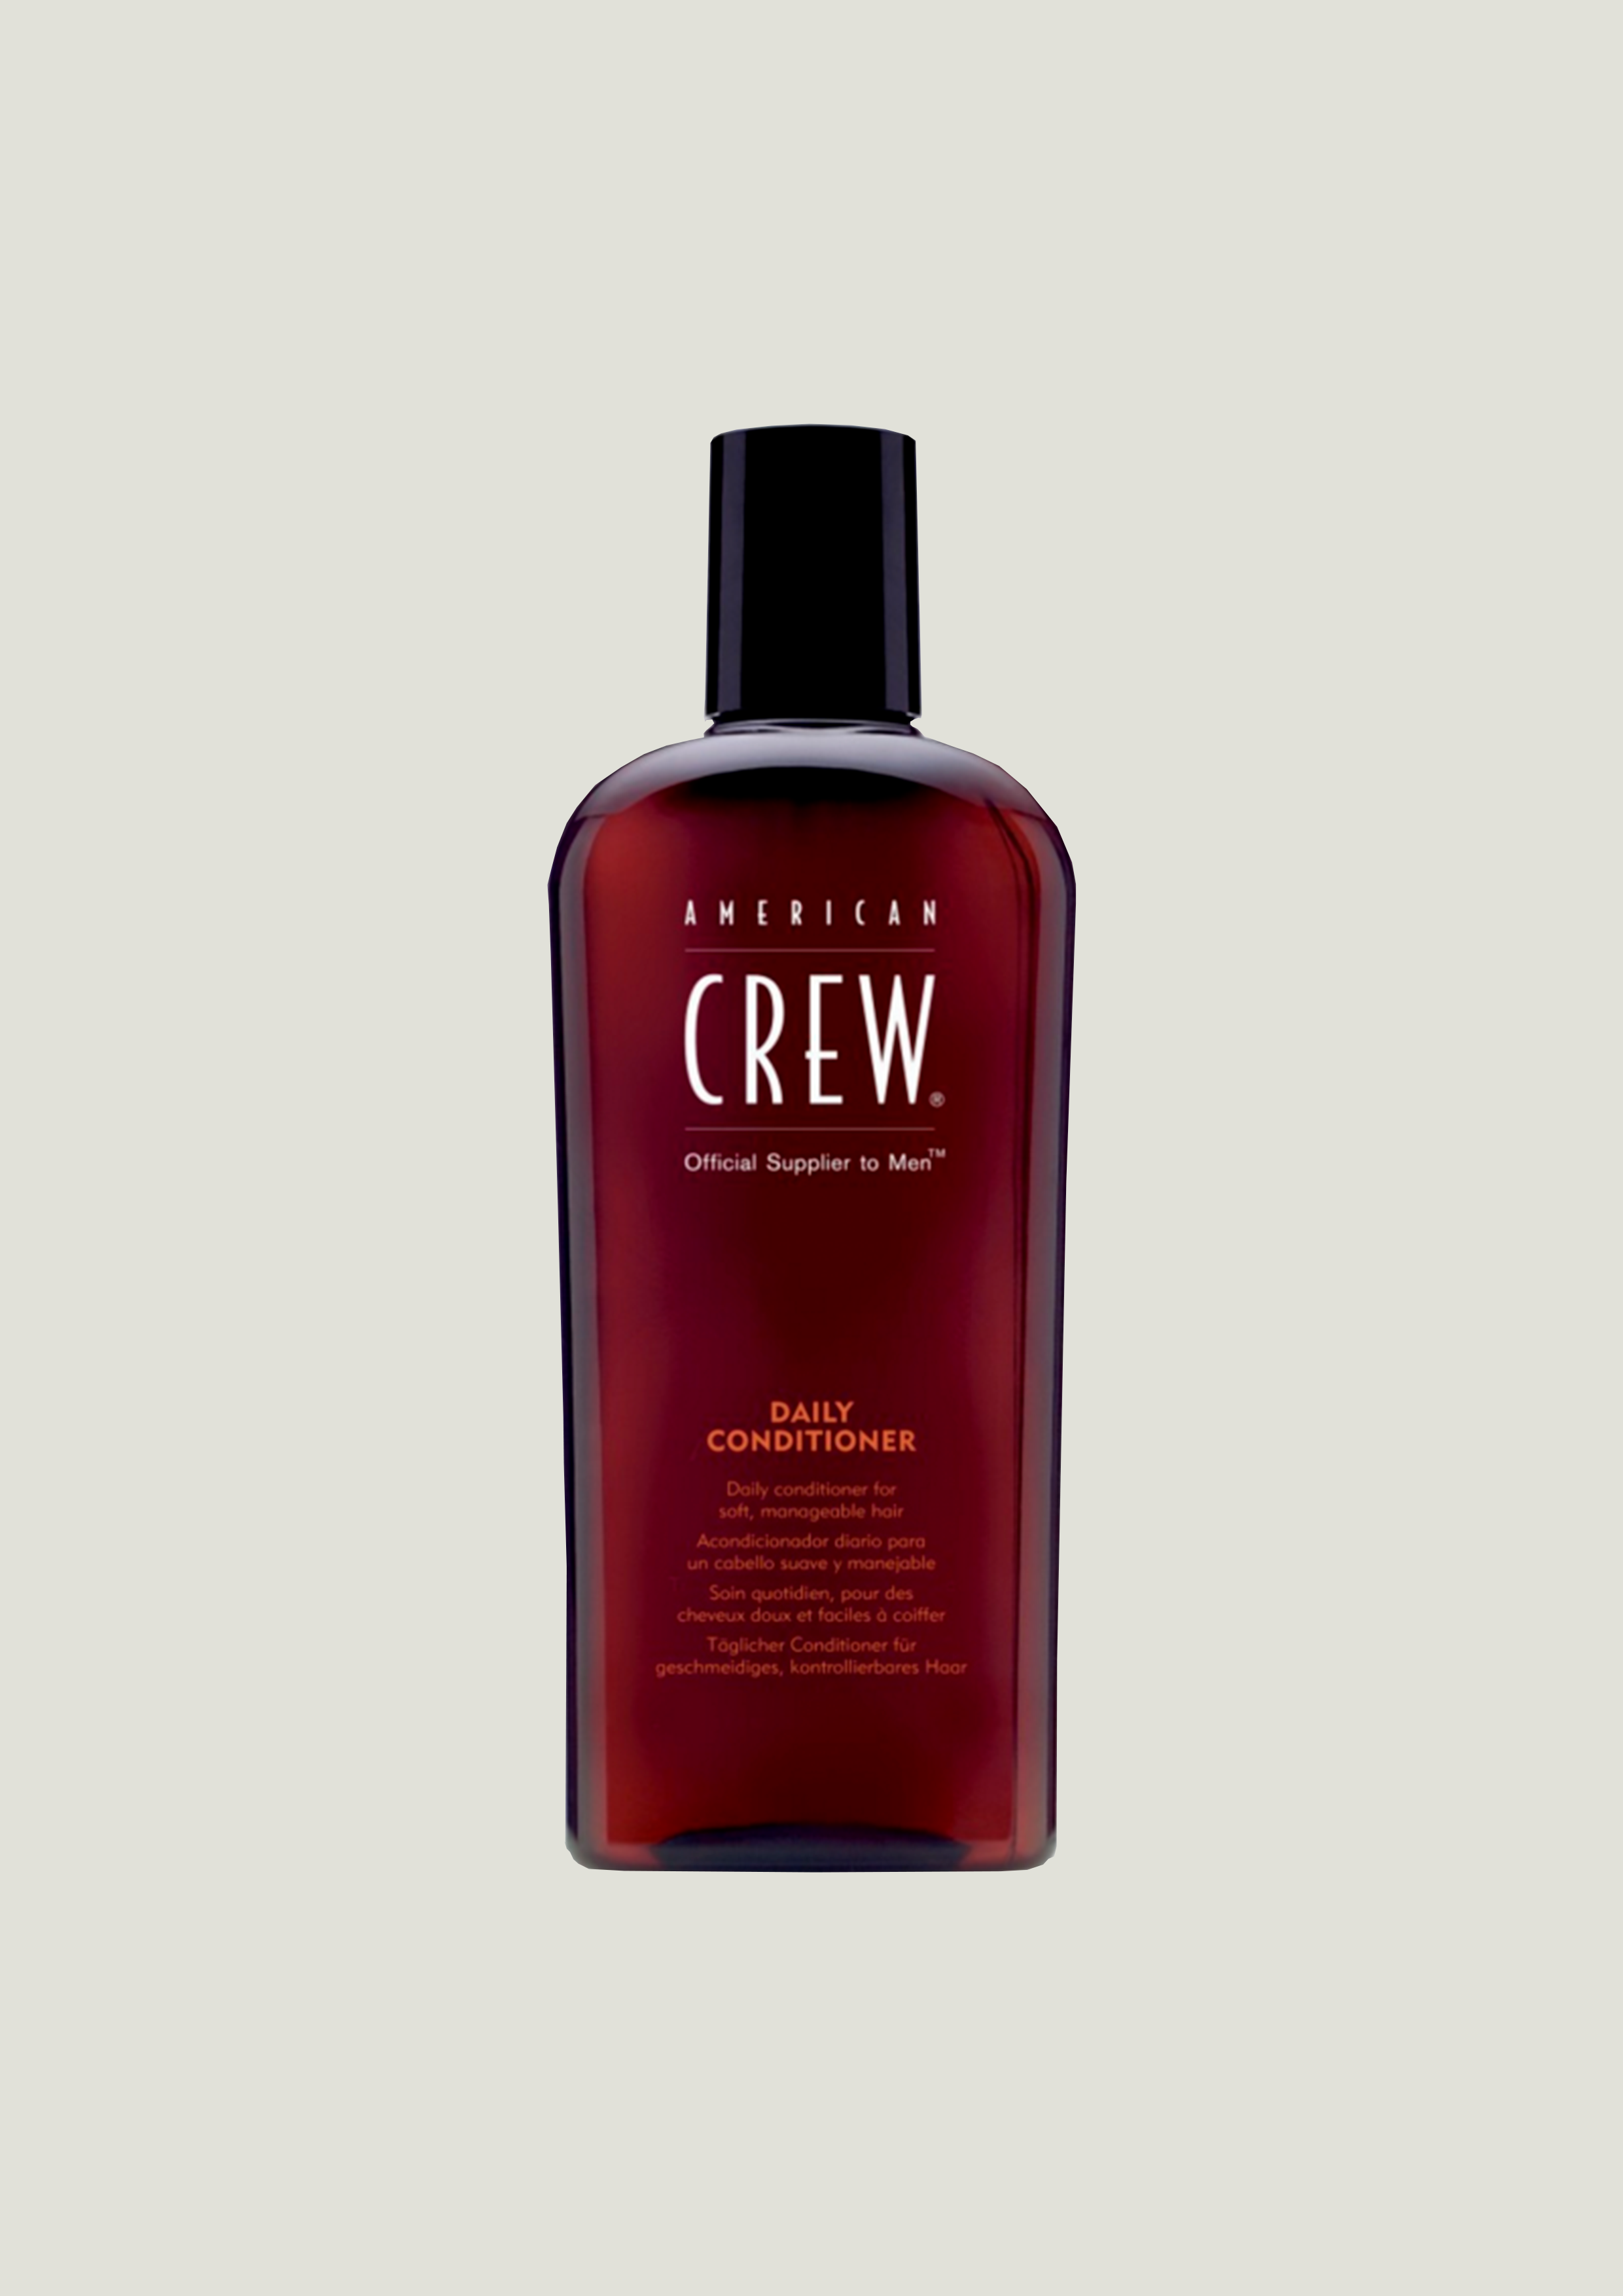 AMERICAN
CREW®
Official Supplier to Men™
DAILY
CONDITIONER
Daily conditioner for
soft, manageable hair
Acondicionador diario para
un cabello suave y manejable
Soin quotidien, pour des
cheveux doux et faciles à coiffer
Täglicher Conditioner für
geschmeidiges, kontrollierbares Haar